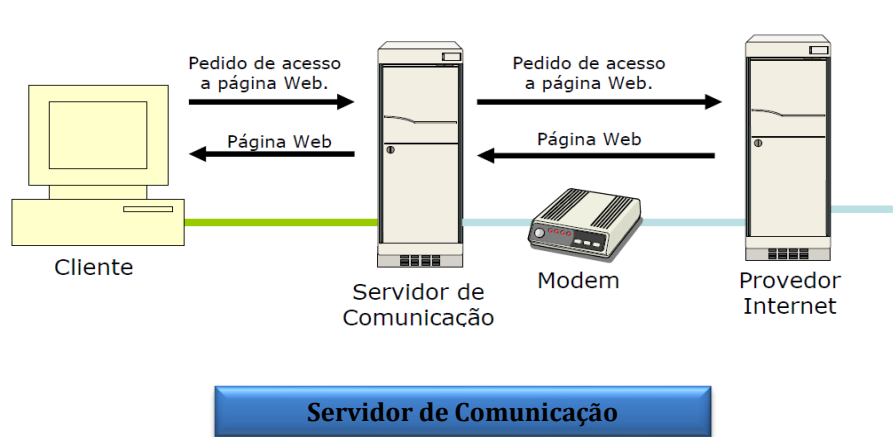 Pedido de acesso
a página Web.
Página Web
Pedido de acesso
a página Web.
Página Web
Cliente
Servidor de
Comunicação
Modem
Provedor
Internet
Servidor de Comunicação